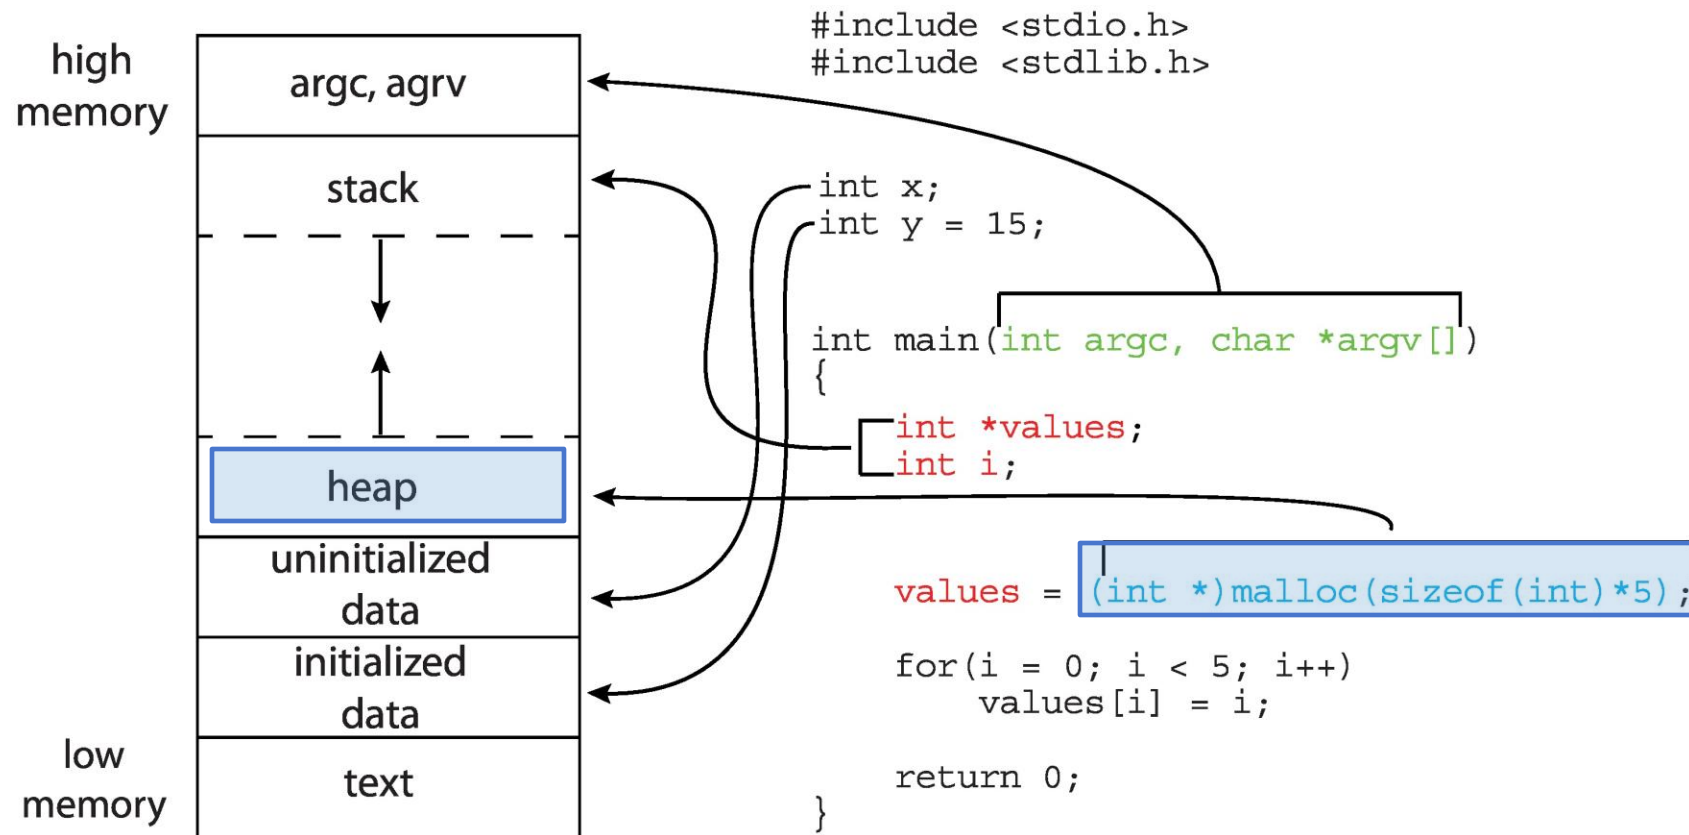 high
memory
argc, agrv
stack
heap
uninitialized
data
initialized
data
low
memory
text
#include <stdio.h>
#include <stdlib.h>
int x;
int y = 15;
int main(int argc, char *argv[])
{
int *values;
int i;
values = (int *)malloc(sizeof(int)*5);
for(i = 0; i < 5; i++)
values[i] = i;
return 0;
}